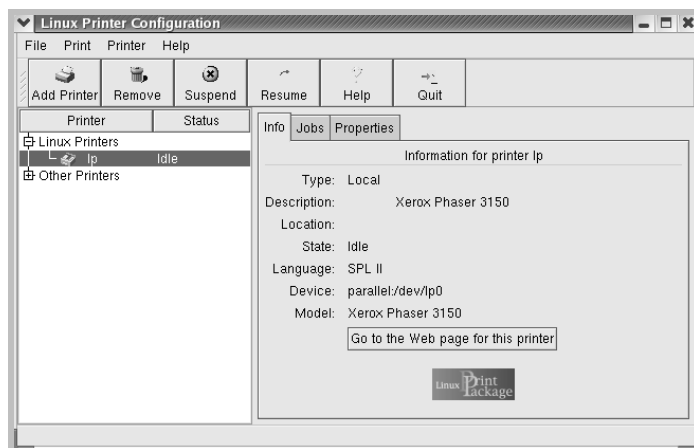 Linux Printer Configuration
File Print Printer Help
Add Printer Remove Suspend Resume Help Quit
Printer Status
Linux Printers
lp Idle
Other Printers
Info Jobs Properties
Information for printer lp
Type: Local
Description: Xerox Phaser 3150
Location:
State: Idle
Language: SPL II
Device: parallel:/dev/lp0
Model: Xerox Phaser 3150
Go to the Web page for this printer
Linux Print
Package